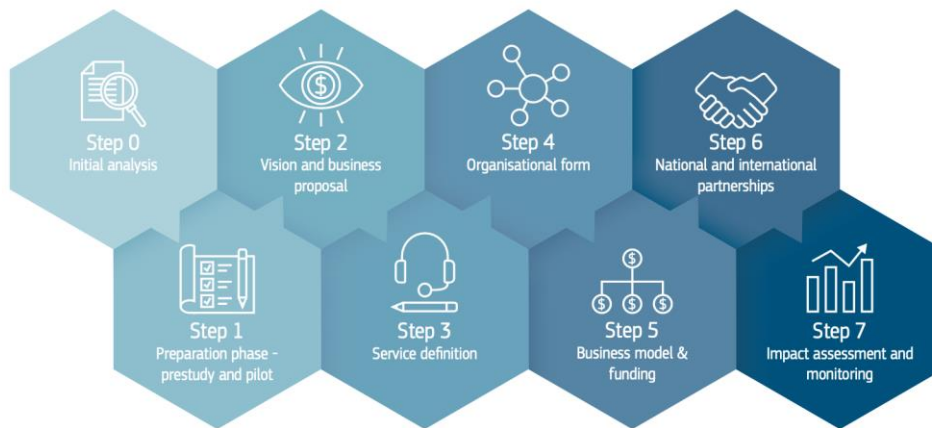 Step 0
Initial analysis
Step 1
Preparation phase -
prestudy and pilot
Step 2
Vision and business
proposal
Step 3
Service definition
Step 4
Organisational form
Step 5
Business model &
funding
Step 6
National and international
partnerships
Step 7
Impact assessment and
monitoring